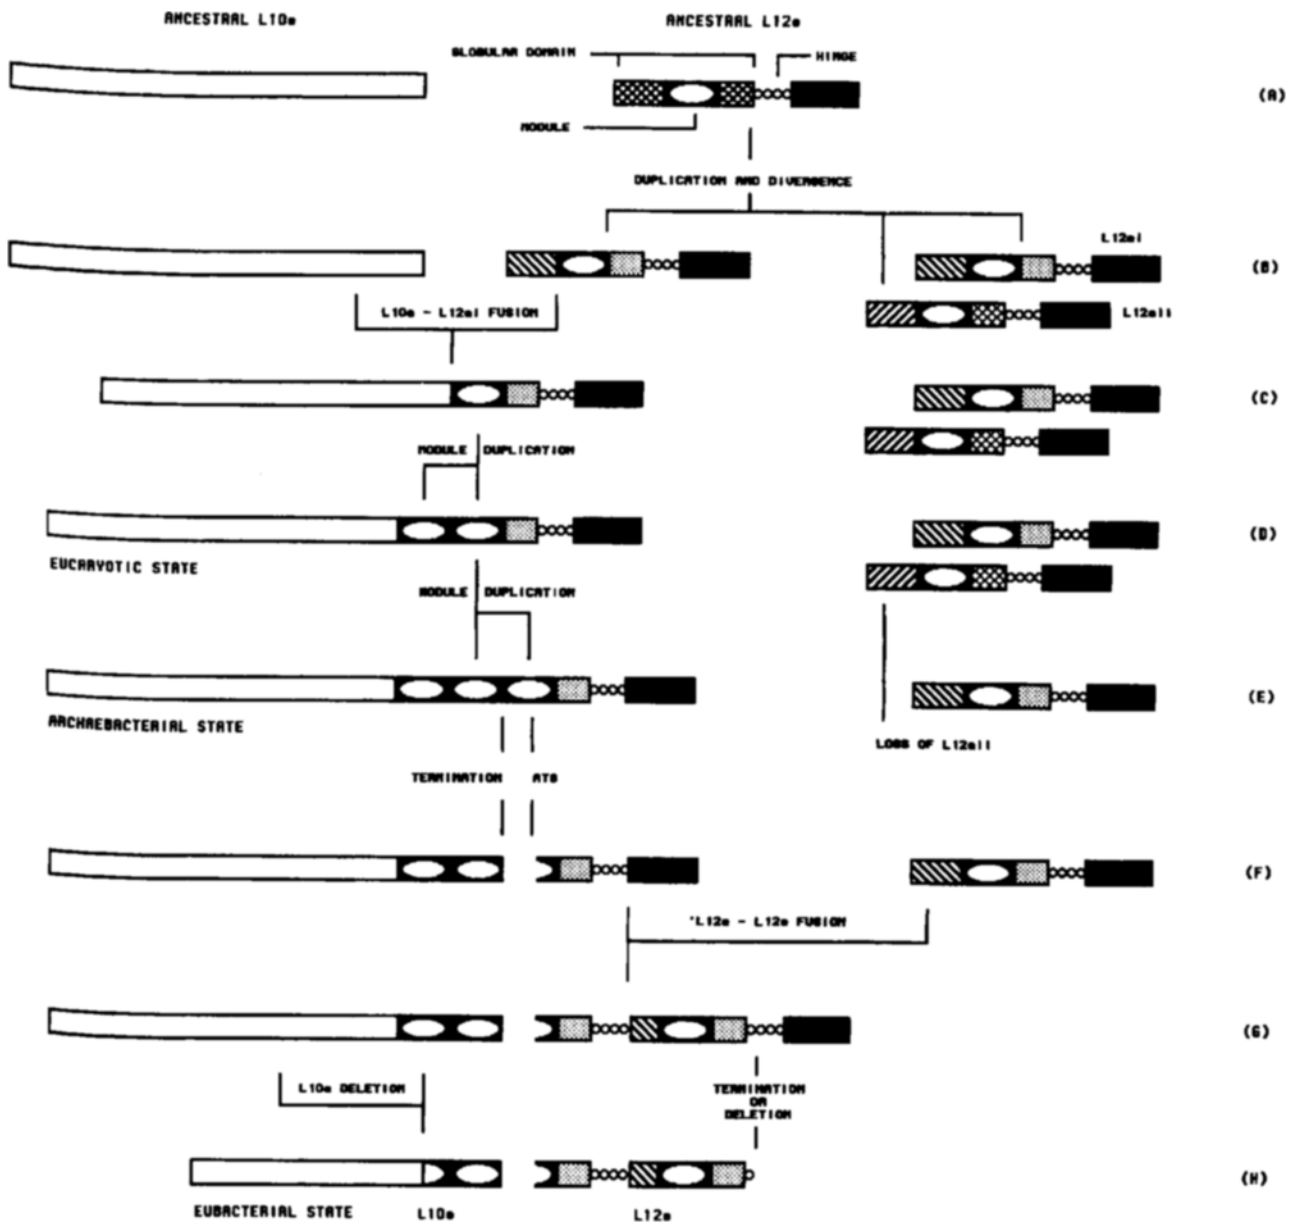 ANCESTRAL L10e
ANCESTRAL L12e
GLOBULAR DOMAIN
HINGE
(A)
MODULE
DUPLICATION AND DIVERGENCE
L12eI
(B)
L10e - L12eI FUSION
L12eII
(C)
MODULE DUPLICATION
(D)
EUCARYOTIC STATE
MODULE DUPLICATION
(E)
ARCHAEBACTERIAL STATE
LOSS OF L12eII
TERMINATION ATG
(F)
'L12e - L12e FUSION
(G)
L10e DELETION
TERMINATION
OR
DELETION
(H)
EUBACTERIAL STATE
L10e
L12e